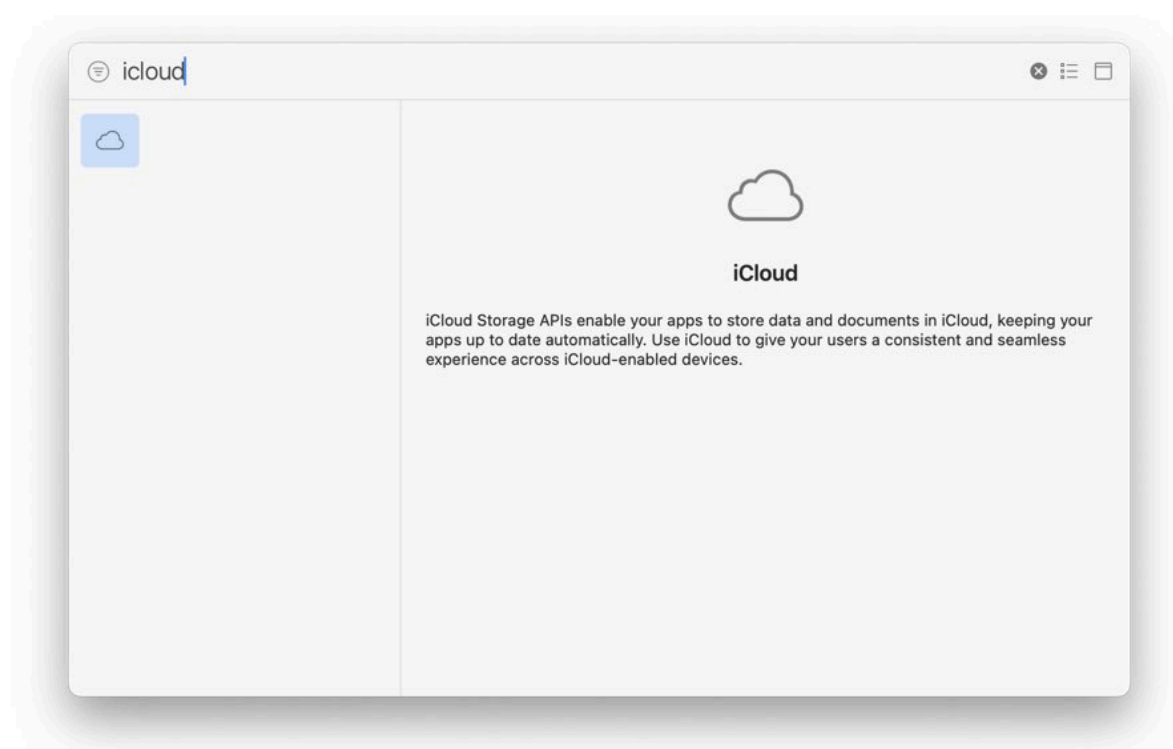 icloud
iCloud
iCloud Storage APIs enable your apps to store data and documents in iCloud, keeping your
apps up to date automatically. Use iCloud to give your users a consistent and seamless
experience across iCloud-enabled devices.